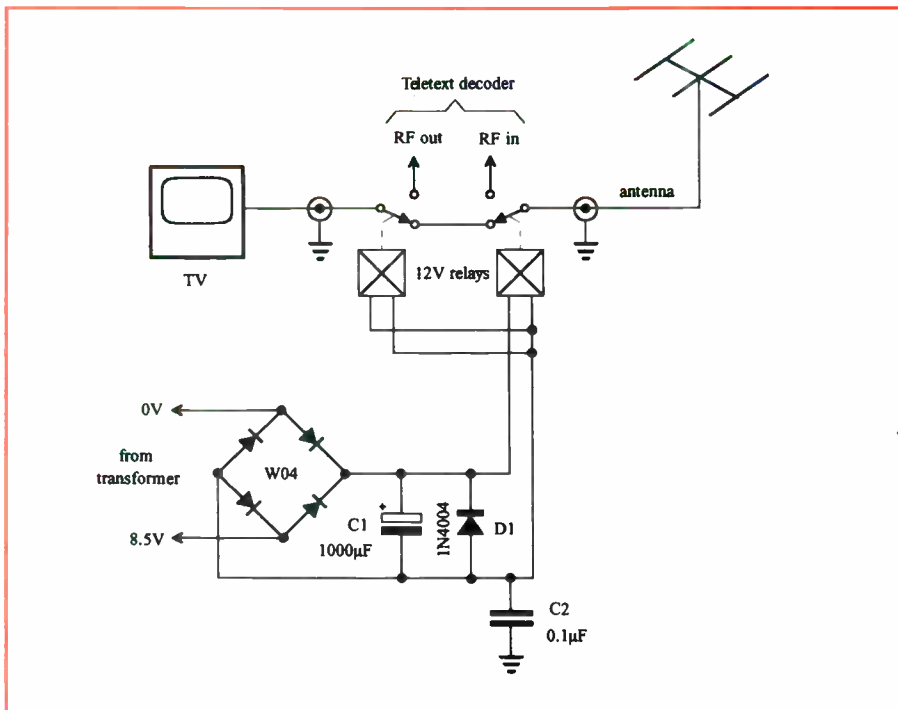 Teletext decoder
RF out RF in
antenna
TV
12V relays
0V
from
transformer
W04
8.5V
+
C1
1000µF
1N4004
D1
C2
0.1µF